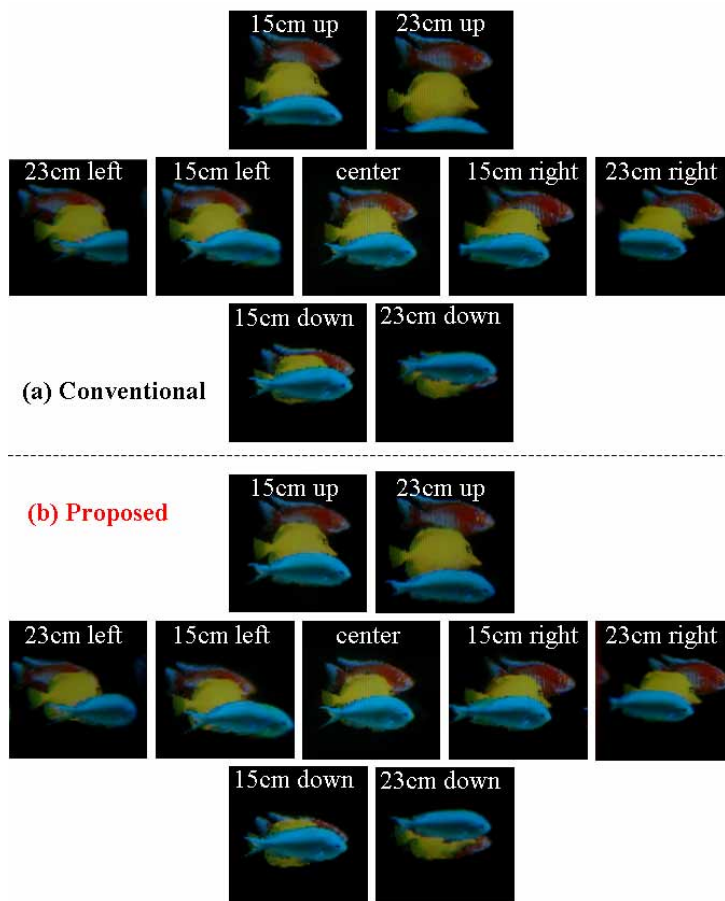 15cm up 23cm up
23cm left 15cm left center 15cm right 23cm right
15cm down 23cm down
(a) Conventional
(b) Proposed
15cm up 23cm up
23cm left 15cm left center 15cm right 23cm right
15cm down 23cm down